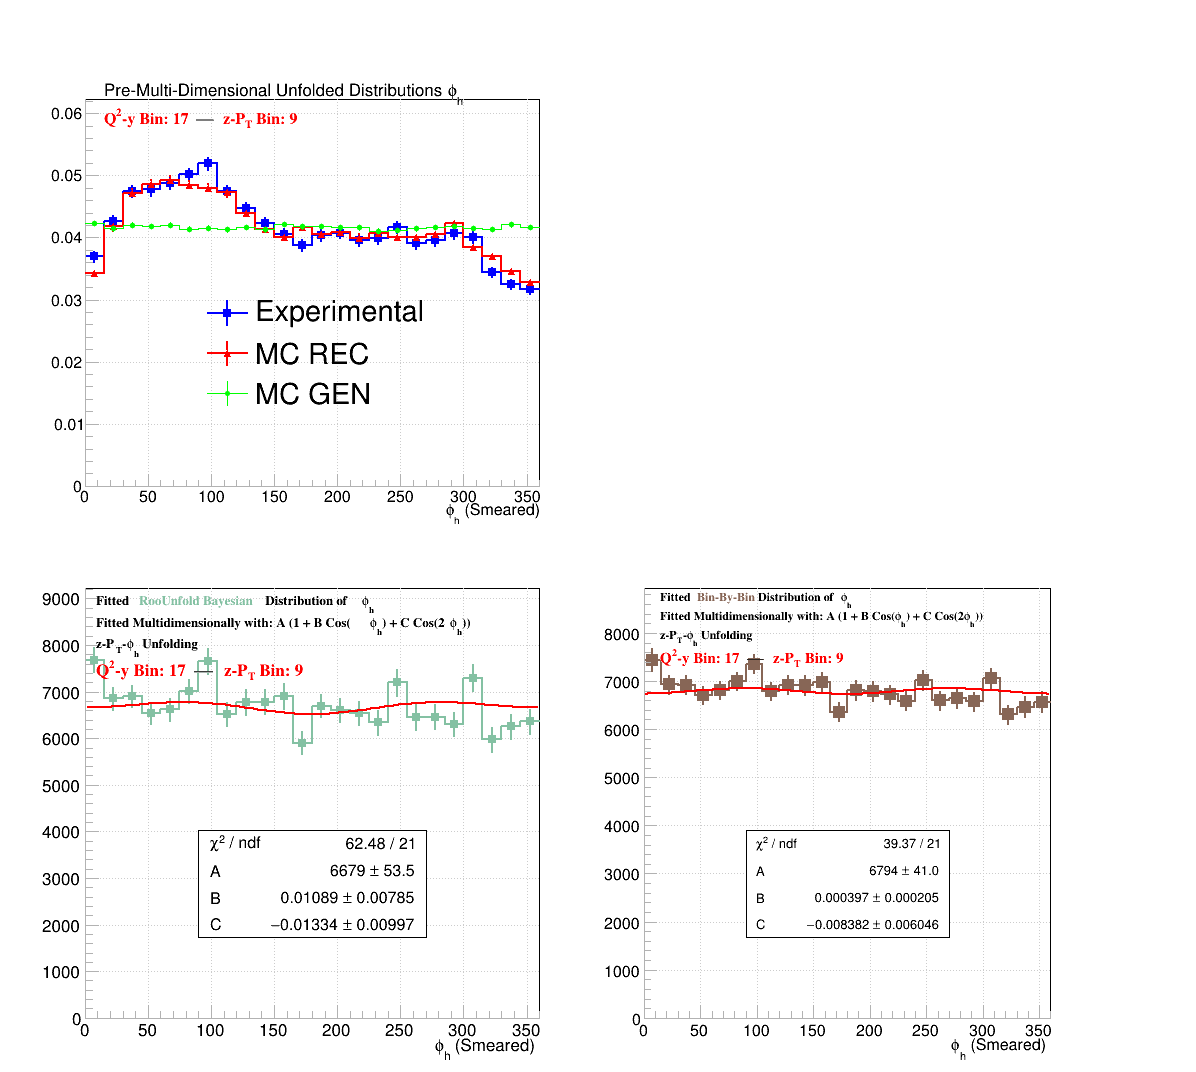 Pre-Multi-Dimensional Unfolded Distributions ϕh
Q2-y Bin: 17 — z-PT Bin: 9
0.06
0.05
0.04
0.03
0.02
0.01
0
Experimental
MC REC
MC GEN
0 50 100 150 200 250 300 350
ϕh (Smeared)
Fitted RooUnfold Bayesian Distribution of ϕh
Fitted Multidimensionally with: A (1 + B Cos( ϕh) + C Cos(2 ϕh))
z-PT-ϕh Unfolding
Q2-y Bin: 17 — z-PT Bin: 9
9000
8000
7000
6000
5000
4000
3000
2000
1000
0
χ2 / ndf 62.48 / 21
A 6679 ± 53.5
B 0.01089 ± 0.00785
C −0.01334 ± 0.00997
0 50 100 150 200 250 300 350
ϕh (Smeared)
Fitted Bin-By-Bin Distribution of ϕh
Fitted Multidimensionally with: A (1 + B Cos(ϕh) + C Cos(2ϕh))
z-PT-ϕh Unfolding
Q2-y Bin: 17 — z-PT Bin: 9
8000
7000
6000
5000
4000
3000
2000
1000
0
χ2 / ndf 39.37 / 21
A 6794 ± 41.0
B 0.000397 ± 0.000205
C −0.008382 ± 0.006046
0 50 100 150 200 250 300 350
ϕh (Smeared)